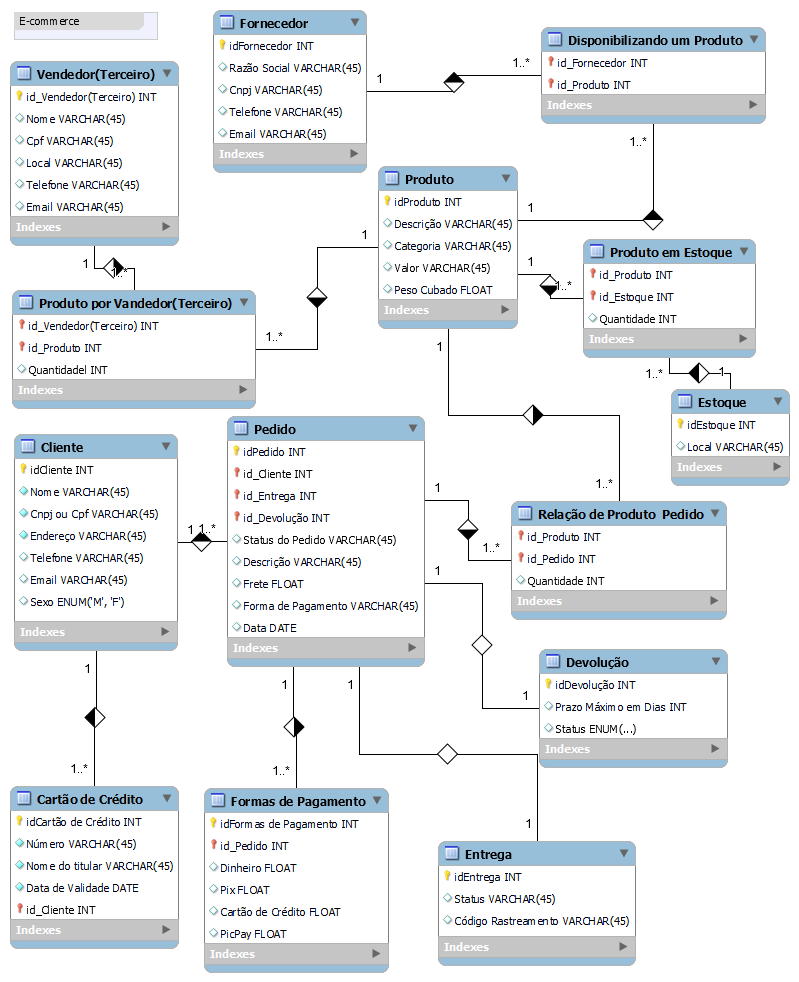 E-commerce
Fornecedor
idFornecedor INT
Razão Social VARCHAR(45)
Cnpj VARCHAR(45)
Telefone VARCHAR(45)
Email VARCHAR(45)
Indexes
Disponibilizando um Produto
id_Fornecedor INT
id_Produto INT
Indexes
1
1..*
1..*
Vendedor(Terceiro)
id_Vendedor(Terceiro) INT
Nome VARCHAR(45)
Cpf VARCHAR(45)
Local VARCHAR(45)
Telefone VARCHAR(45)
Email VARCHAR(45)
Indexes
1
1..*
Produto
idProduto INT
Descrição VARCHAR(45)
Categoria VARCHAR(45)
Valor VARCHAR(45)
Peso Cubado FLOAT
Indexes
1
1
1
1..*
1
Produto em Estoque
id_Produto INT
id_Estoque INT
Quantidade INT
Indexes
1..*
1
Produto por Vandedor(Terceiro)
id_Vendedor(Terceiro) INT
id_Produto INT
Quantidadel INT
Indexes
1..*
Estoque
idEstoque INT
Local VARCHAR(45)
Indexes
Cliente
idCliente INT
Nome VARCHAR(45)
Cnpj ou Cpf VARCHAR(45)
Endereço VARCHAR(45)
Telefone VARCHAR(45)
Email VARCHAR(45)
Sexo ENUM('M', 'F')
Indexes
1
1..*
Pedido
idPedido INT
id_Cliente INT
id_Entrega INT
id_Devolução INT
Status do Pedido VARCHAR(45)
Descrição VARCHAR(45)
Frete FLOAT
Forma de Pagamento VARCHAR(45)
Data DATE
Indexes
1
1..*
1..*
1
Relação de Produto Pedido
id_Produto INT
id_Pedido INT
Quantidade INT
Indexes
Devolução
idDevolução INT
Prazo Máximo em Dias INT
Status ENUM(...)
Indexes
1
1
1..*
1
1..*
1
1
Cartão de Crédito
idCartão de Crédito INT
Número VARCHAR(45)
Nome do titular VARCHAR(45)
Data de Validade DATE
id_Cliente INT
Indexes
Formas de Pagamento
idFormas de Pagamento INT
id_Pedido INT
Dinheiro FLOAT
Pix FLOAT
Cartão de Crédito FLOAT
PicPay FLOAT
Indexes
Entrega
idEntrega INT
Status VARCHAR(45)
Código Rastreamento VARCHAR(45)
Indexes